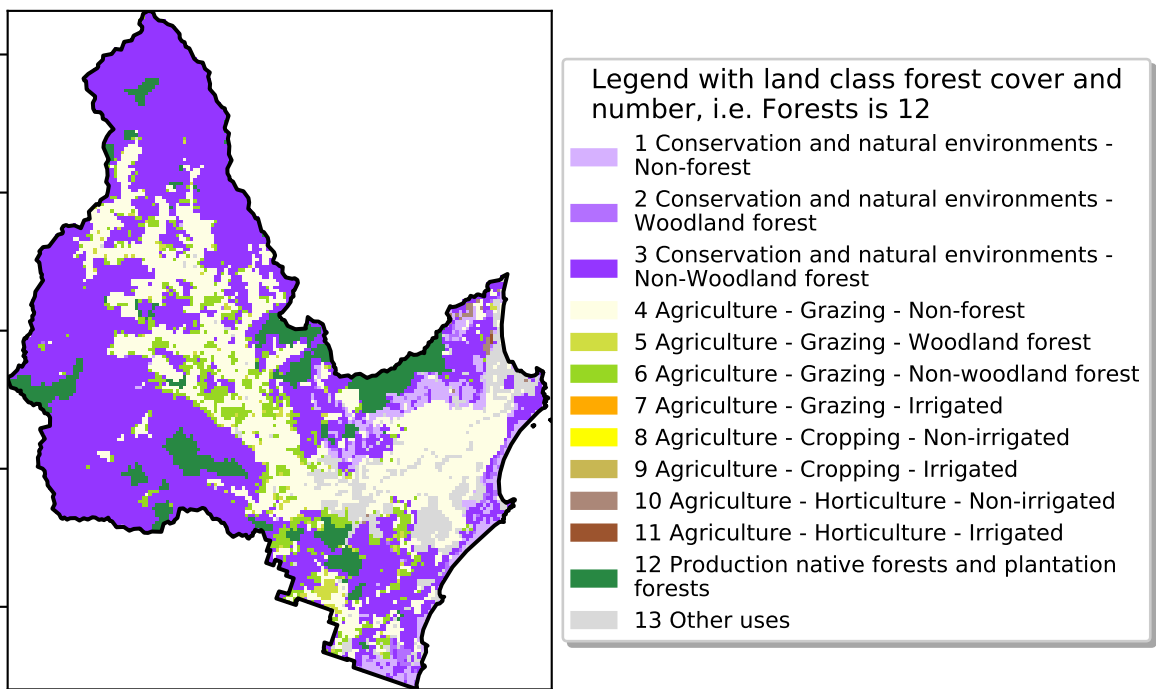 Legend with land class forest cover and
number, i.e. Forests is 12
1 Conservation and natural environments -
Non-forest
2 Conservation and natural environments -
Woodland forest
3 Conservation and natural environments -
Non-Woodland forest
4 Agriculture - Grazing - Non-forest
5 Agriculture - Grazing - Woodland forest
6 Agriculture - Grazing - Non-woodland forest
7 Agriculture - Grazing - Irrigated
8 Agriculture - Cropping - Non-irrigated
9 Agriculture - Cropping - Irrigated
10 Agriculture - Horticulture - Non-irrigated
11 Agriculture - Horticulture - Irrigated
12 Production native forests and plantation
forests
13 Other uses